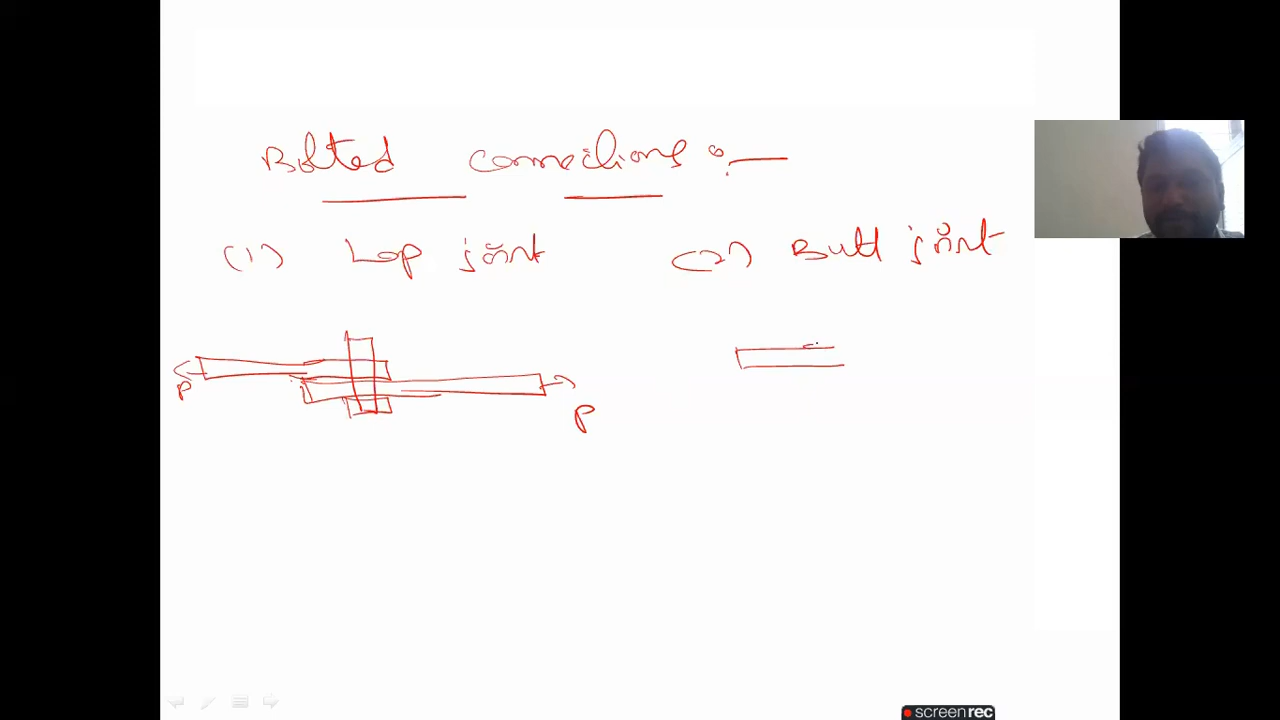 Bolted connections :—
(1) Lap joint (2) Butt joint
P
P
screenrec